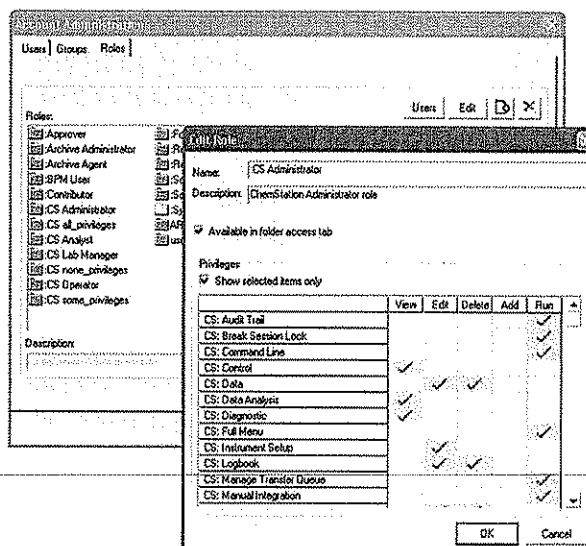 Account Administration
Users Groups Roles
Users Edit
Roles:
:Approver
:Archive Administrator
:Archive Agent
:BPM User
:Contributor
:CS Administrator
:CS all_privileges
:CS Analyst
:CS Lab Manager
:CS none_privileges
:CS Operator
:CS some_privileges
Description:
Edit Role
Name: CS Administrator
Description: ChemStation Administrator role
Available in folder access tab
Privileges
Show selected items only
View Edit Delete Add Run
CS: Audit Trail
CS: Break Session Lock
CS: Command Line
CS: Control
CS: Data
CS: Data Analysis
CS: Diagnostic
CS: Full Menu
CS: Instrument Setup
CS: Logbook
CS: Manage Transfer Queue
CS: Manual Integration
OK Cancel